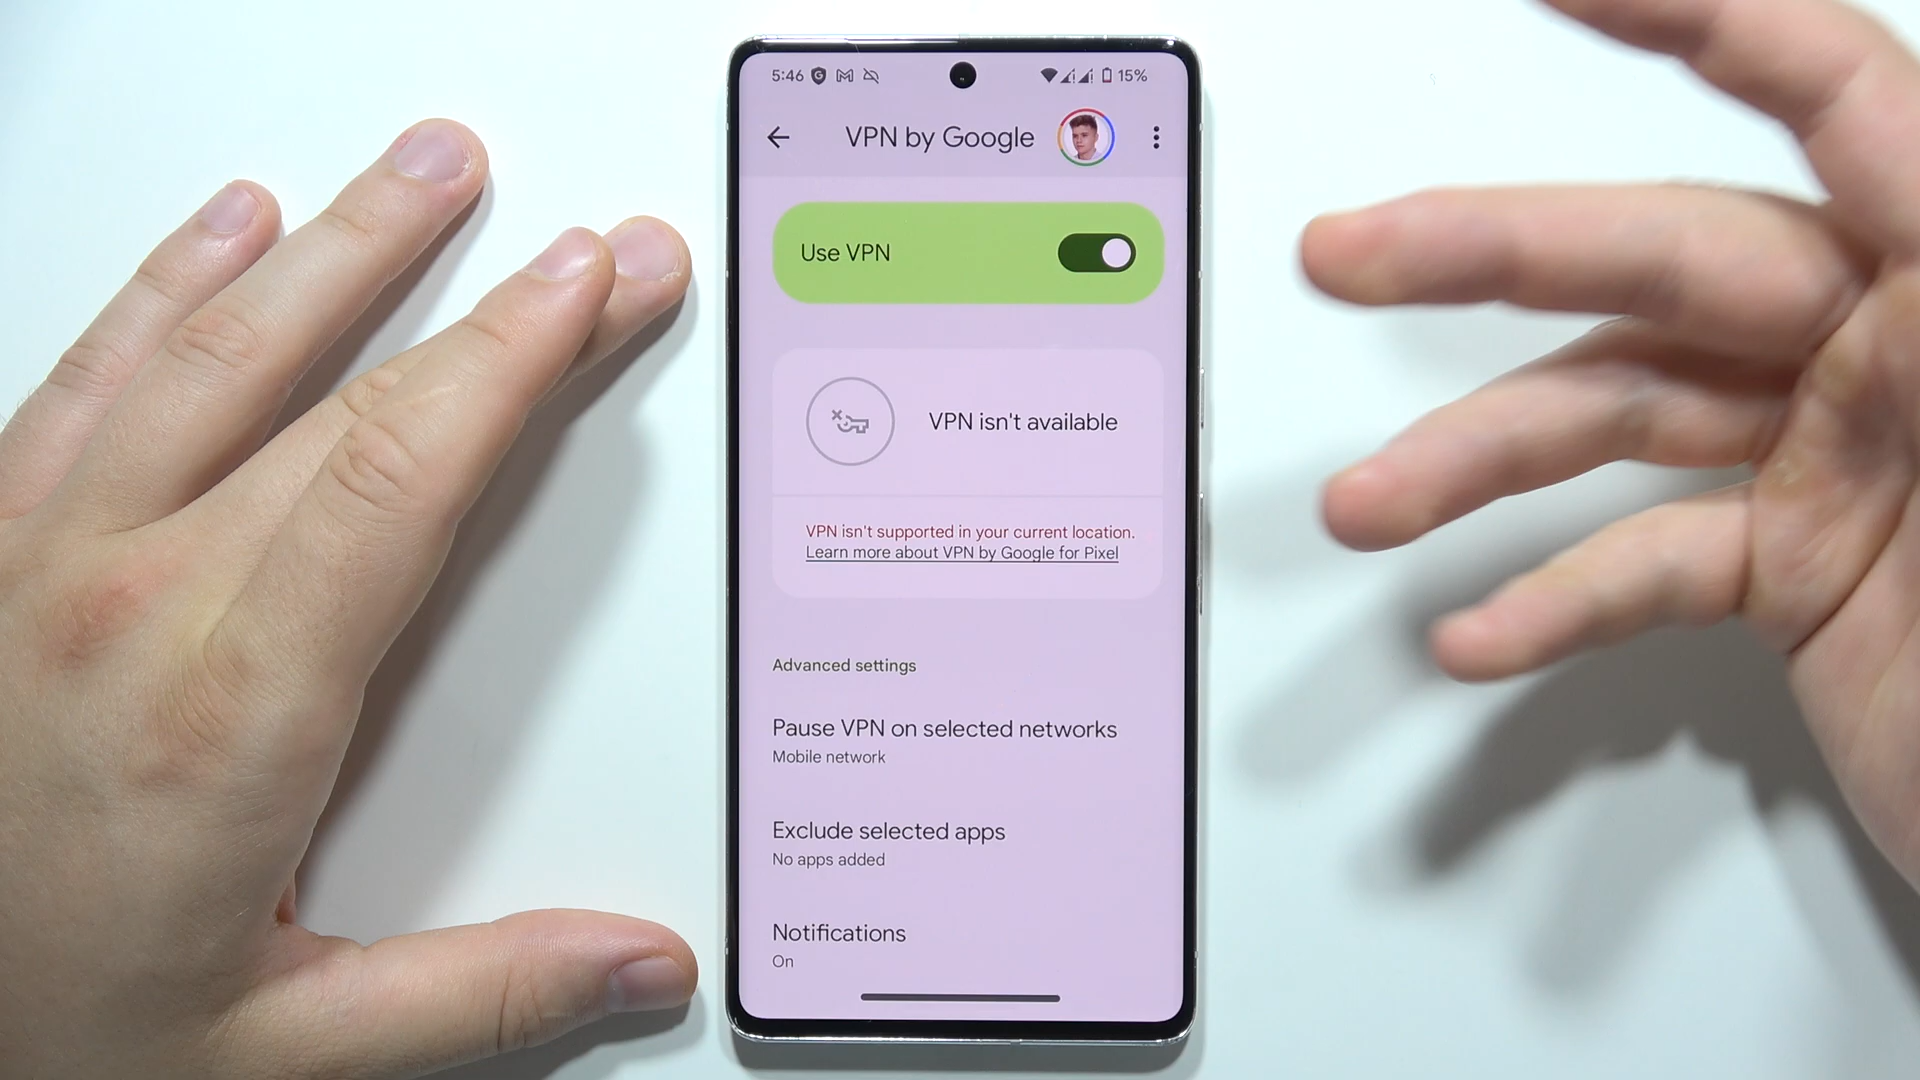 5:46 15%
VPN by Google
Use VPN
VPN isn't available
VPN isn't supported in your current location.
Learn more about VPN by Google for Pixel
Advanced settings
Pause VPN on selected networks
Mobile network
Exclude selected apps
No apps added
Notifications
On